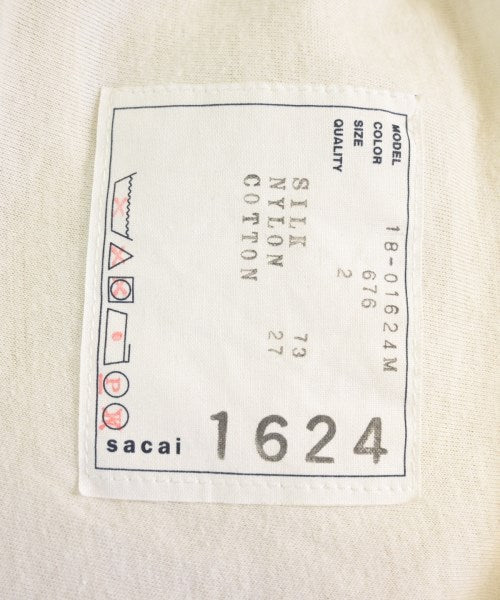 MODEL 18-01624M
COLOR 676
SIZE 2
QUALITY
SILK 73
NYLON 27
COTTON
P
W
sacai
1624